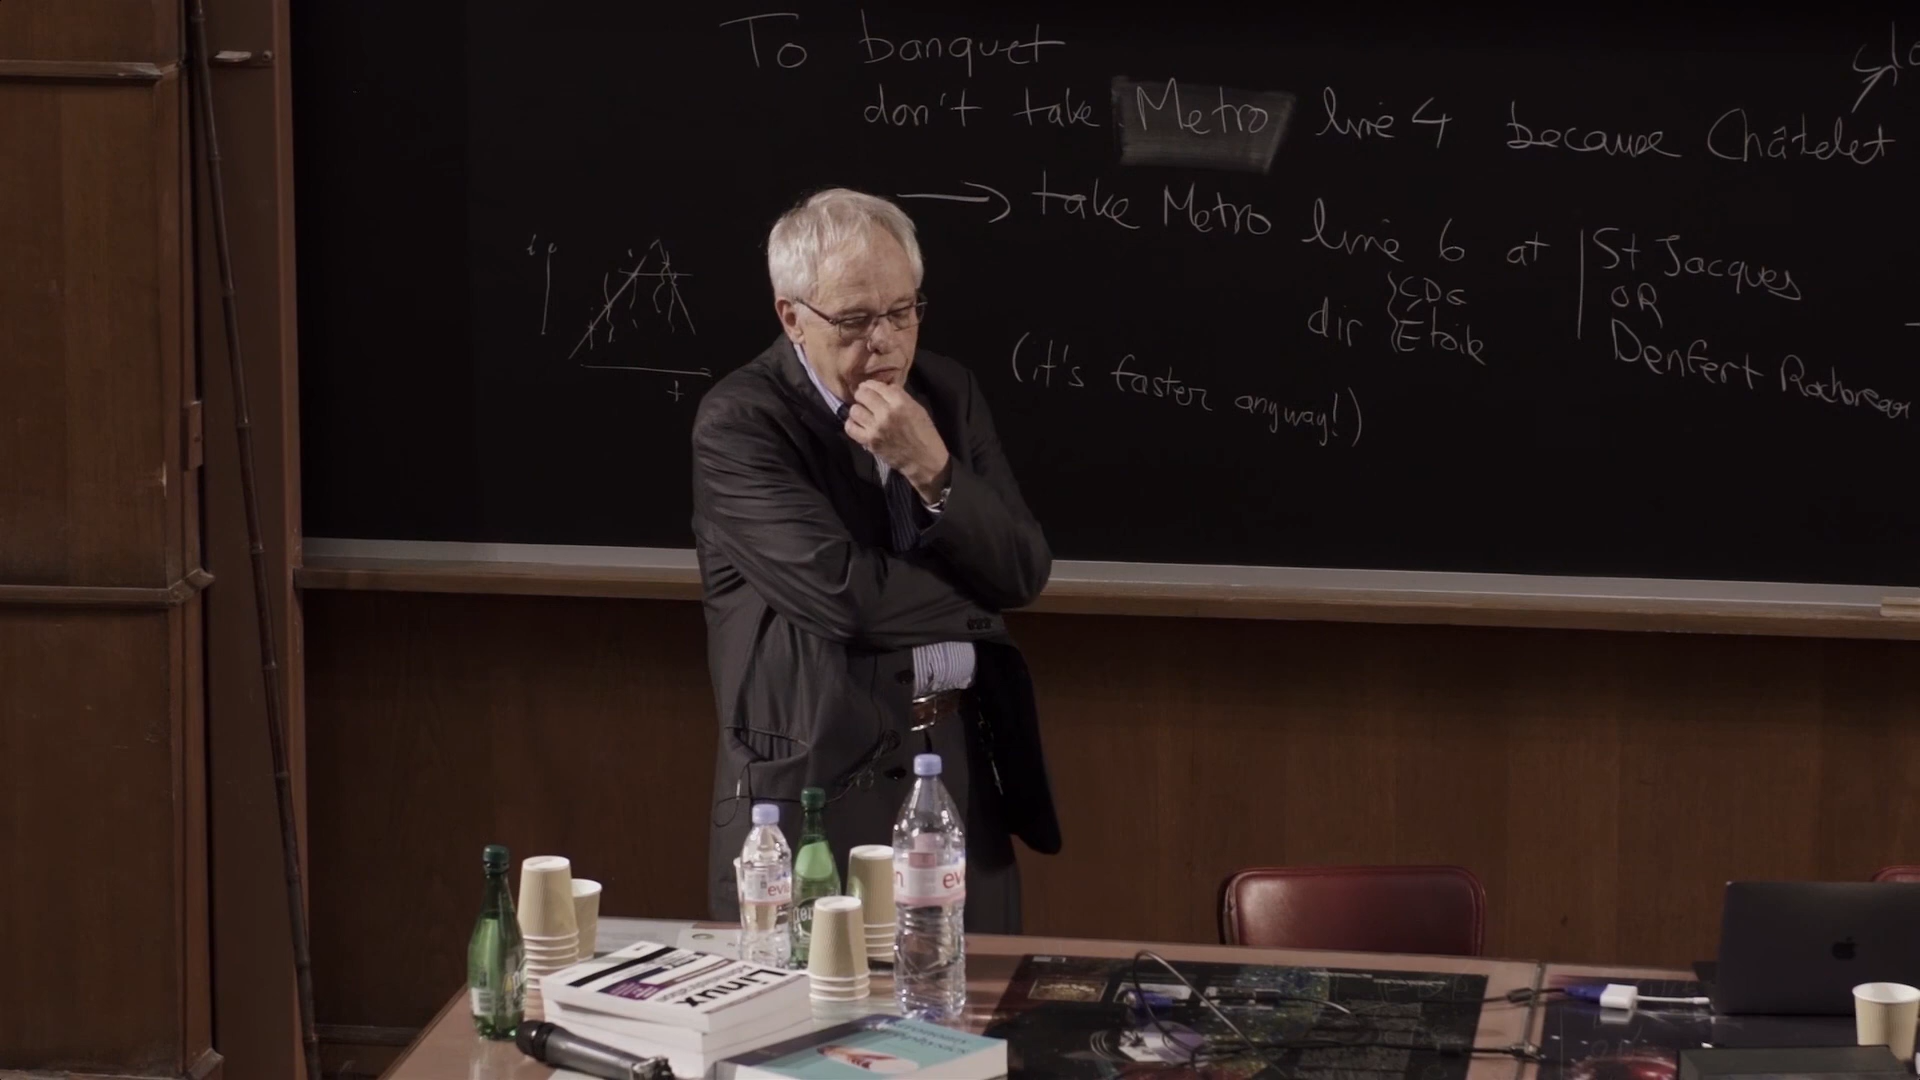 To banquet
don't take Metro line 4 because Châtelet
→ take Metro line 6 at St Jacques
OR
Denfert Rochereau
dir CDG
Etoile
(it's faster anyway!)
t
evian
Linux